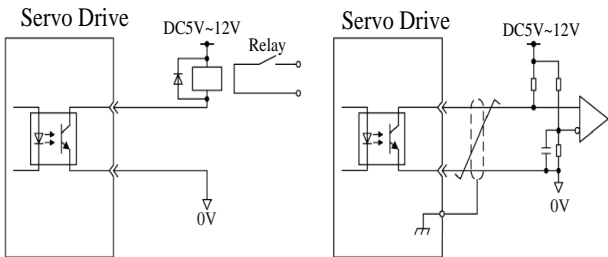 Servo Drive
DC5V~12V
Relay
0V
Servo Drive
DC5V~12V
0V